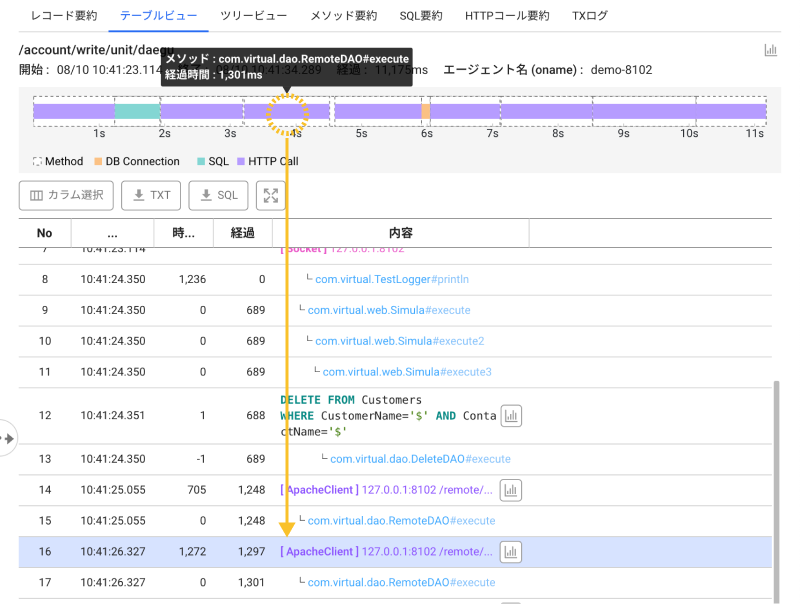 レコード要約 テーブルビュー ツリービュー メソッド要約 SQL要約 HTTPコール要約 TXログ
/account/write/unit/daegu
メソッド : com.virtual.dao.RemoteDAO#execute
経過時間 : 1,301ms
開始 : 08/10 10:41:23.114 終了 : 08/10 10:41:34.289 経過 : 11,175ms エージェント名 (oname) : demo-8102
1s 2s 3s 4s 5s 6s 7s 8s 9s 10s 11s
Method DB Connection SQL HTTP Call
カラム選択 TXT SQL
No ... 時... 経過 内容
7 10:41:23.114 [ Socket ] 127.0.0.1:8102
8 10:41:24.350 1,236 0 └ com.virtual.TestLogger#println
9 10:41:24.350 0 689 └ com.virtual.web.Simula#execute
10 10:41:24.350 0 689 └ com.virtual.web.Simula#execute2
11 10:41:24.350 0 689 └ com.virtual.web.Simula#execute3
12 10:41:24.351 1 688 DELETE FROM Customers
WHERE CustomerName='$' AND Conta
ctName='$'
13 10:41:24.350 -1 689 └ com.virtual.dao.DeleteDAO#execute
14 10:41:25.055 705 1,248 [ ApacheClient ] 127.0.0.1:8102 /remote/...
15 10:41:25.055 0 1,248 └ com.virtual.dao.RemoteDAO#execute
16 10:41:26.327 1,272 1,297 [ ApacheClient ] 127.0.0.1:8102 /remote/...
17 10:41:26.327 0 1,301 └ com.virtual.dao.RemoteDAO#execute